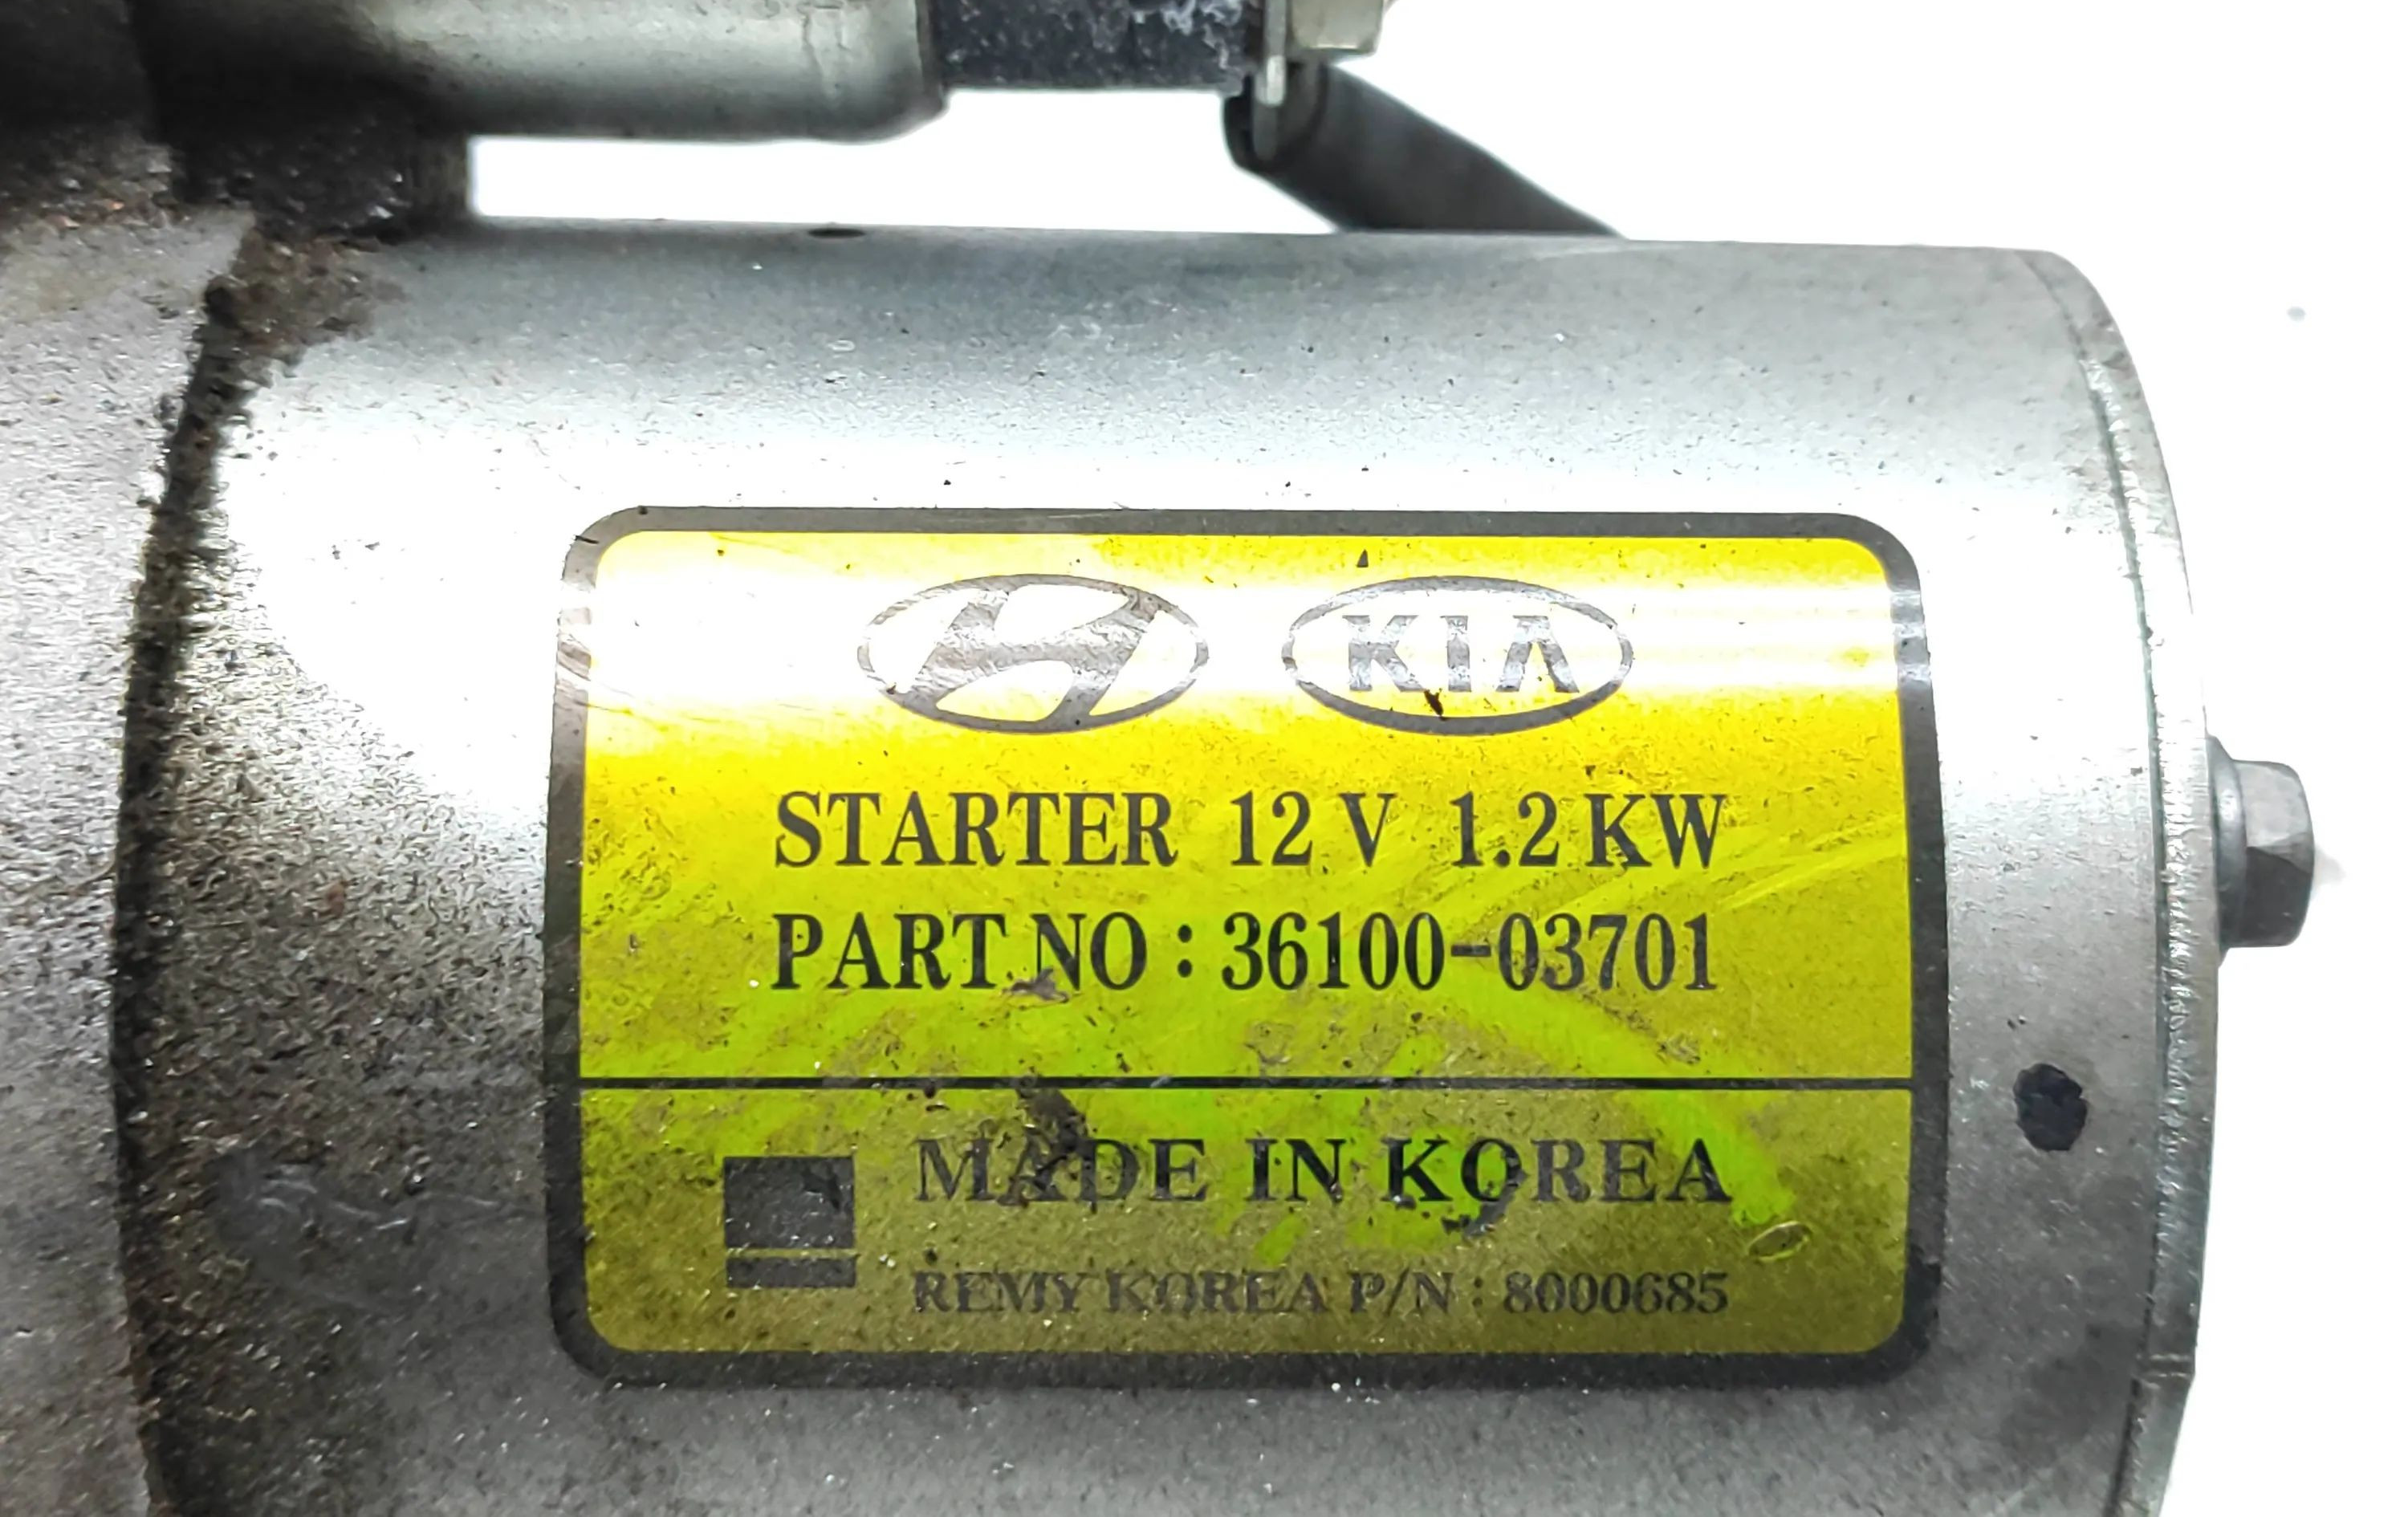 KIA
STARTER 12 V 1.2 KW
PART NO : 36100-03701
MADE IN KOREA
REMY KOREA P/N : 8000685